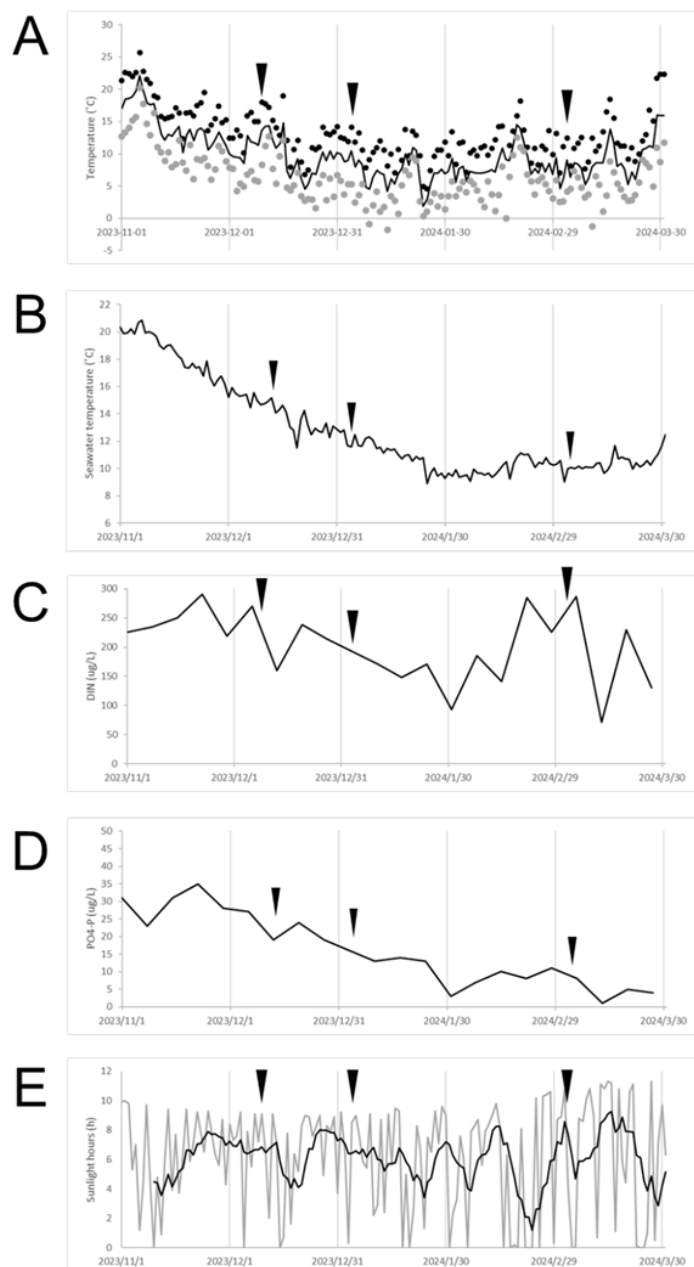 A
Temperature (˚C)
30
25
20
15
10
5
0
-5
2023-11-01 2023-12-01 2023-12-31 2024-01-30 2024-02-29 2024-03-30
B
Seawater temperature (˚C)
22
20
18
16
14
12
10
8
6
2023/11/1 2023/12/1 2023/12/31 2024/1/30 2024/2/29 2024/3/30
C
DIN (ug/L)
300
250
200
150
100
50
0
2023/11/1 2023/12/1 2023/12/31 2024/1/30 2024/2/29 2024/3/30
D
PO4-P (ug/L)
50
45
40
35
30
25
20
15
10
5
0
2023/11/1 2023/12/1 2023/12/31 2024/1/30 2024/2/29 2024/3/30
E
Sunlight hours (h)
12
10
8
6
4
2
0
2023/11/1 2023/12/1 2023/12/31 2024/1/30 2024/2/29 2024/3/30